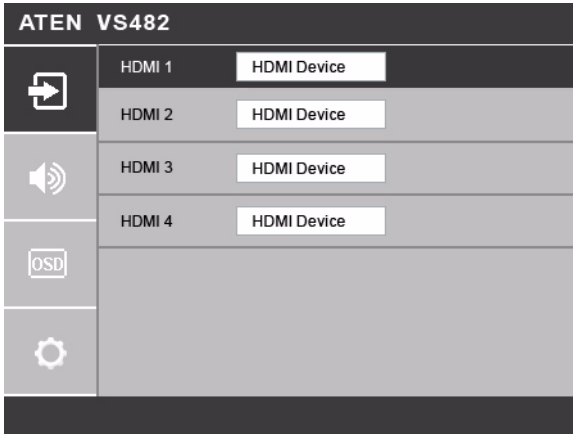 ATEN VS482
HDMI 1 HDMI Device
HDMI 2 HDMI Device
HDMI 3 HDMI Device
HDMI 4 HDMI Device
OSD